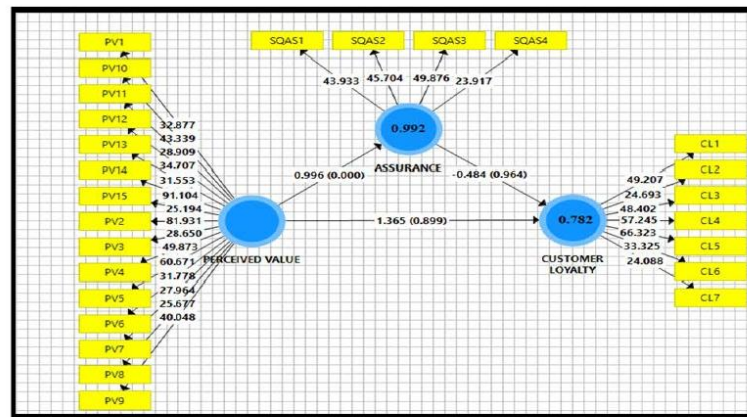 PV1
PV10
PV11
PV12
PV13
PV14
PV15
PV2
PV3
PV4
PV5
PV6
PV7
PV8
PV9
32.877
43.339
28.909
34.707
31.553
91.104
25.194
81.931
28.650
49.873
60.671
31.778
27.964
25.677
40.048
PERCEIVED VALUE
SQAS1
SQAS2
SQAS3
SQAS4
43.933
45.704
49.876
23.917
0.992
ASSURANCE
0.996 (0.000)
-0.484 (0.964)
1.365 (0.899)
0.782
CUSTOMER
LOYALTY
49.207
24.693
48.402
57.245
66.323
33.325
24.088
CL1
CL2
CL3
CL4
CL5
CL6
CL7